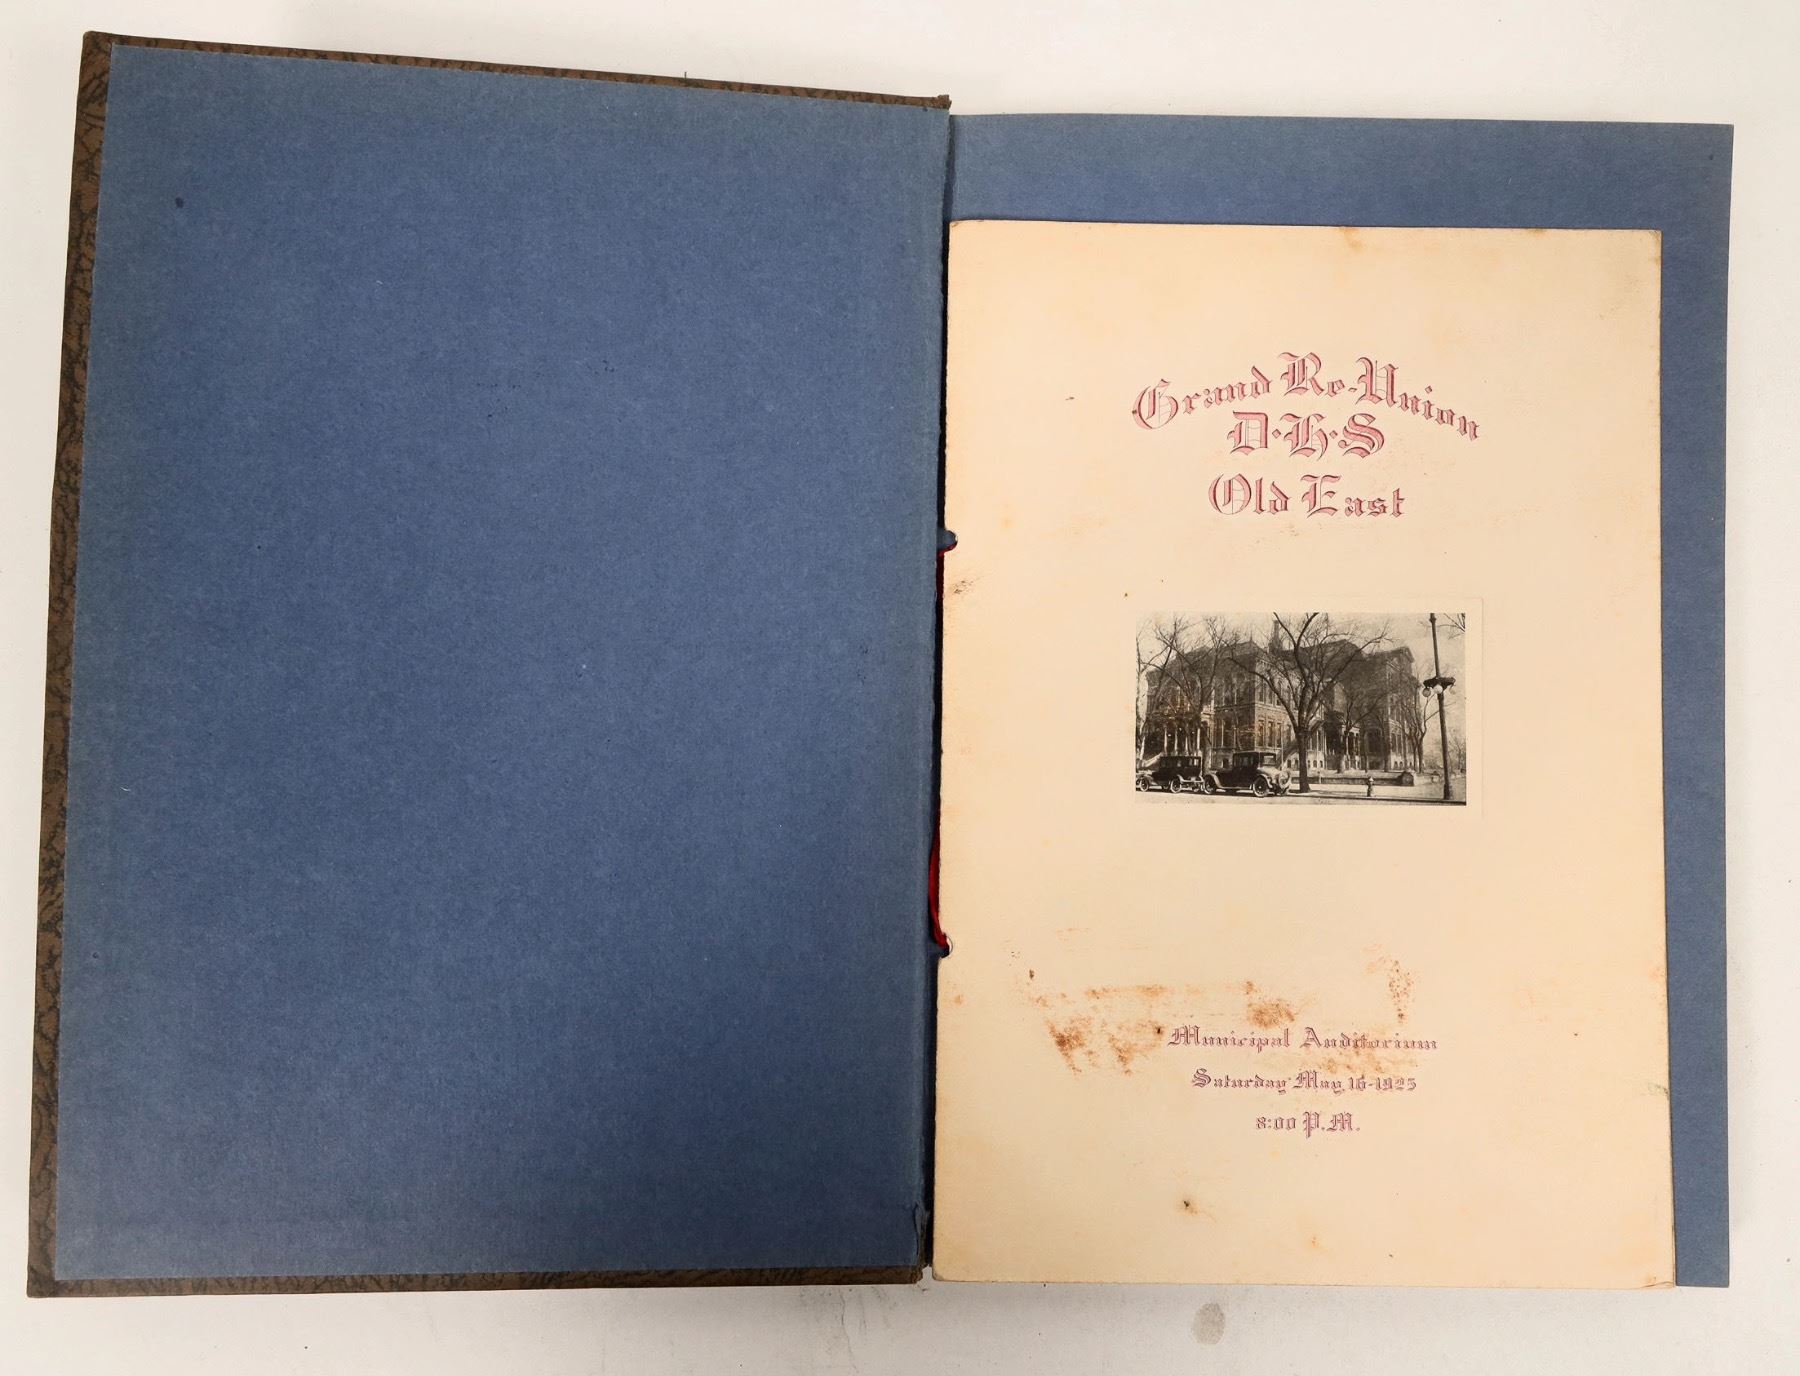 Grand Re-Union
D·H·S
Old East
Municipal Auditorium
Saturday May 16-1925
8:00 P.M.